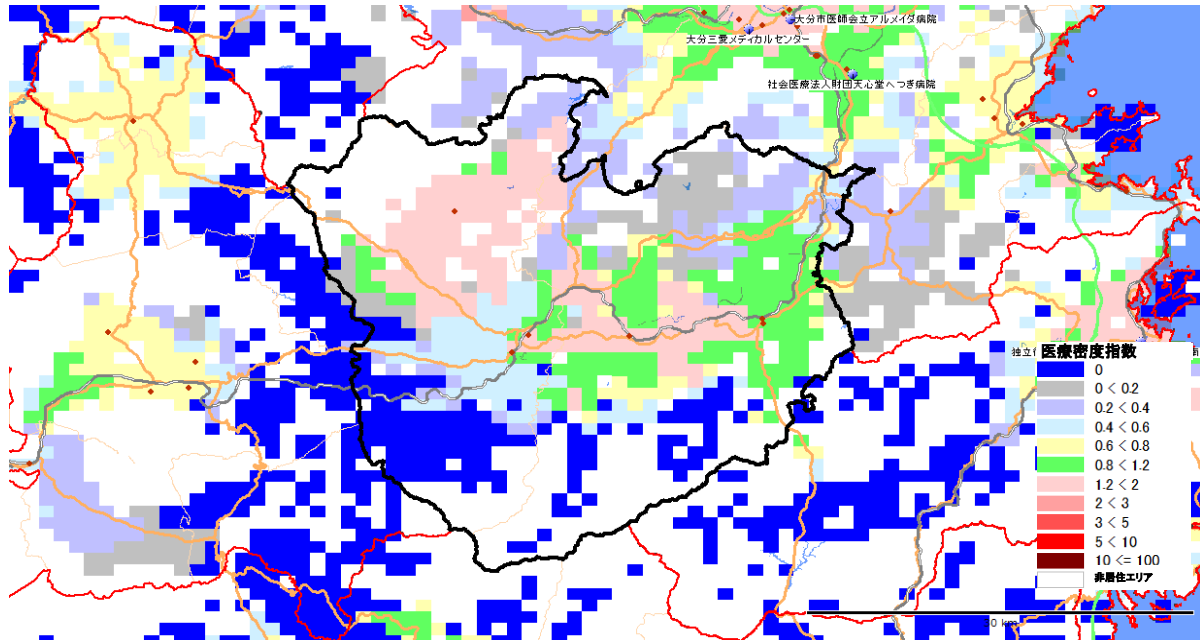 大分市医師会立アルメイダ病院
大分三愛メディカルセンター
社会医療法人財団天心堂へつぎ病院
独立
医療密度指数
0
0 < 0.2
0.2 < 0.4
0.4 < 0.6
0.6 < 0.8
0.8 < 1.2
1.2 < 2
2 < 3
3 < 5
5 < 10
10 <= 100
非居住エリア
0 km